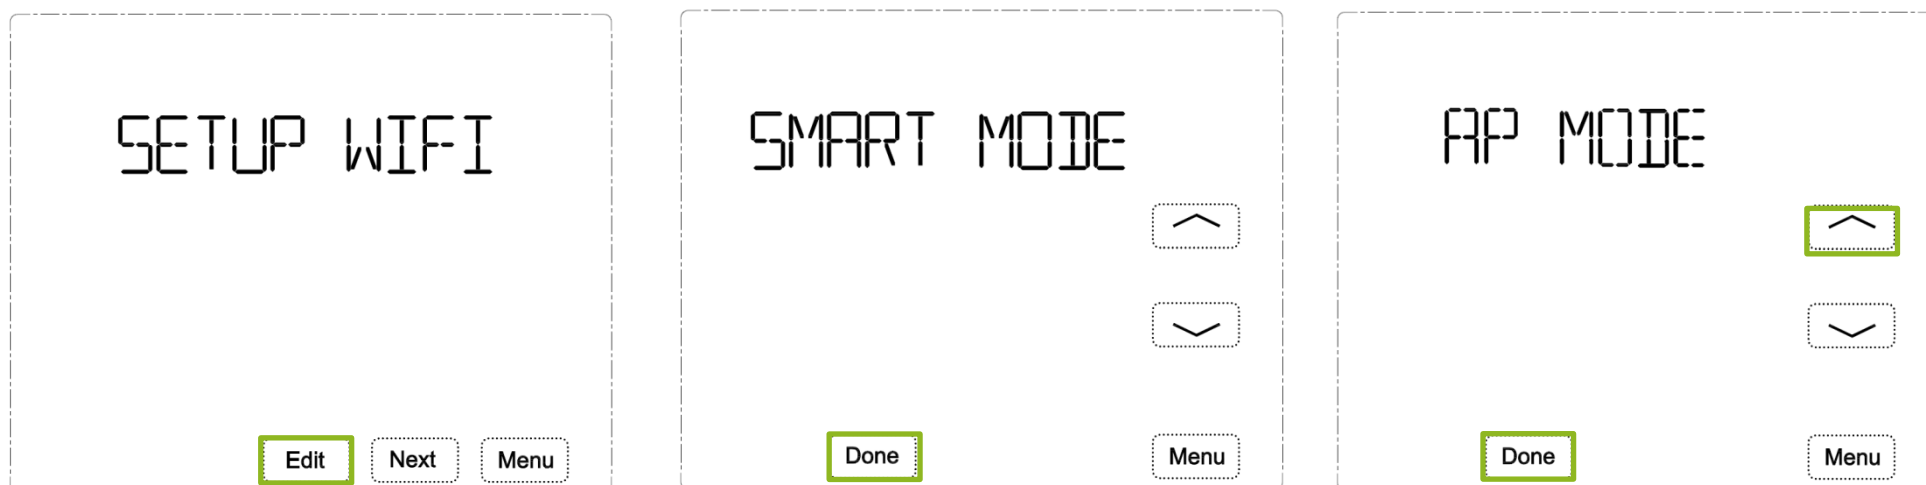 SETUP WIFI
Edit
Next
Menu
SMART MODE
Done
Menu
AP MODE
Done
Menu